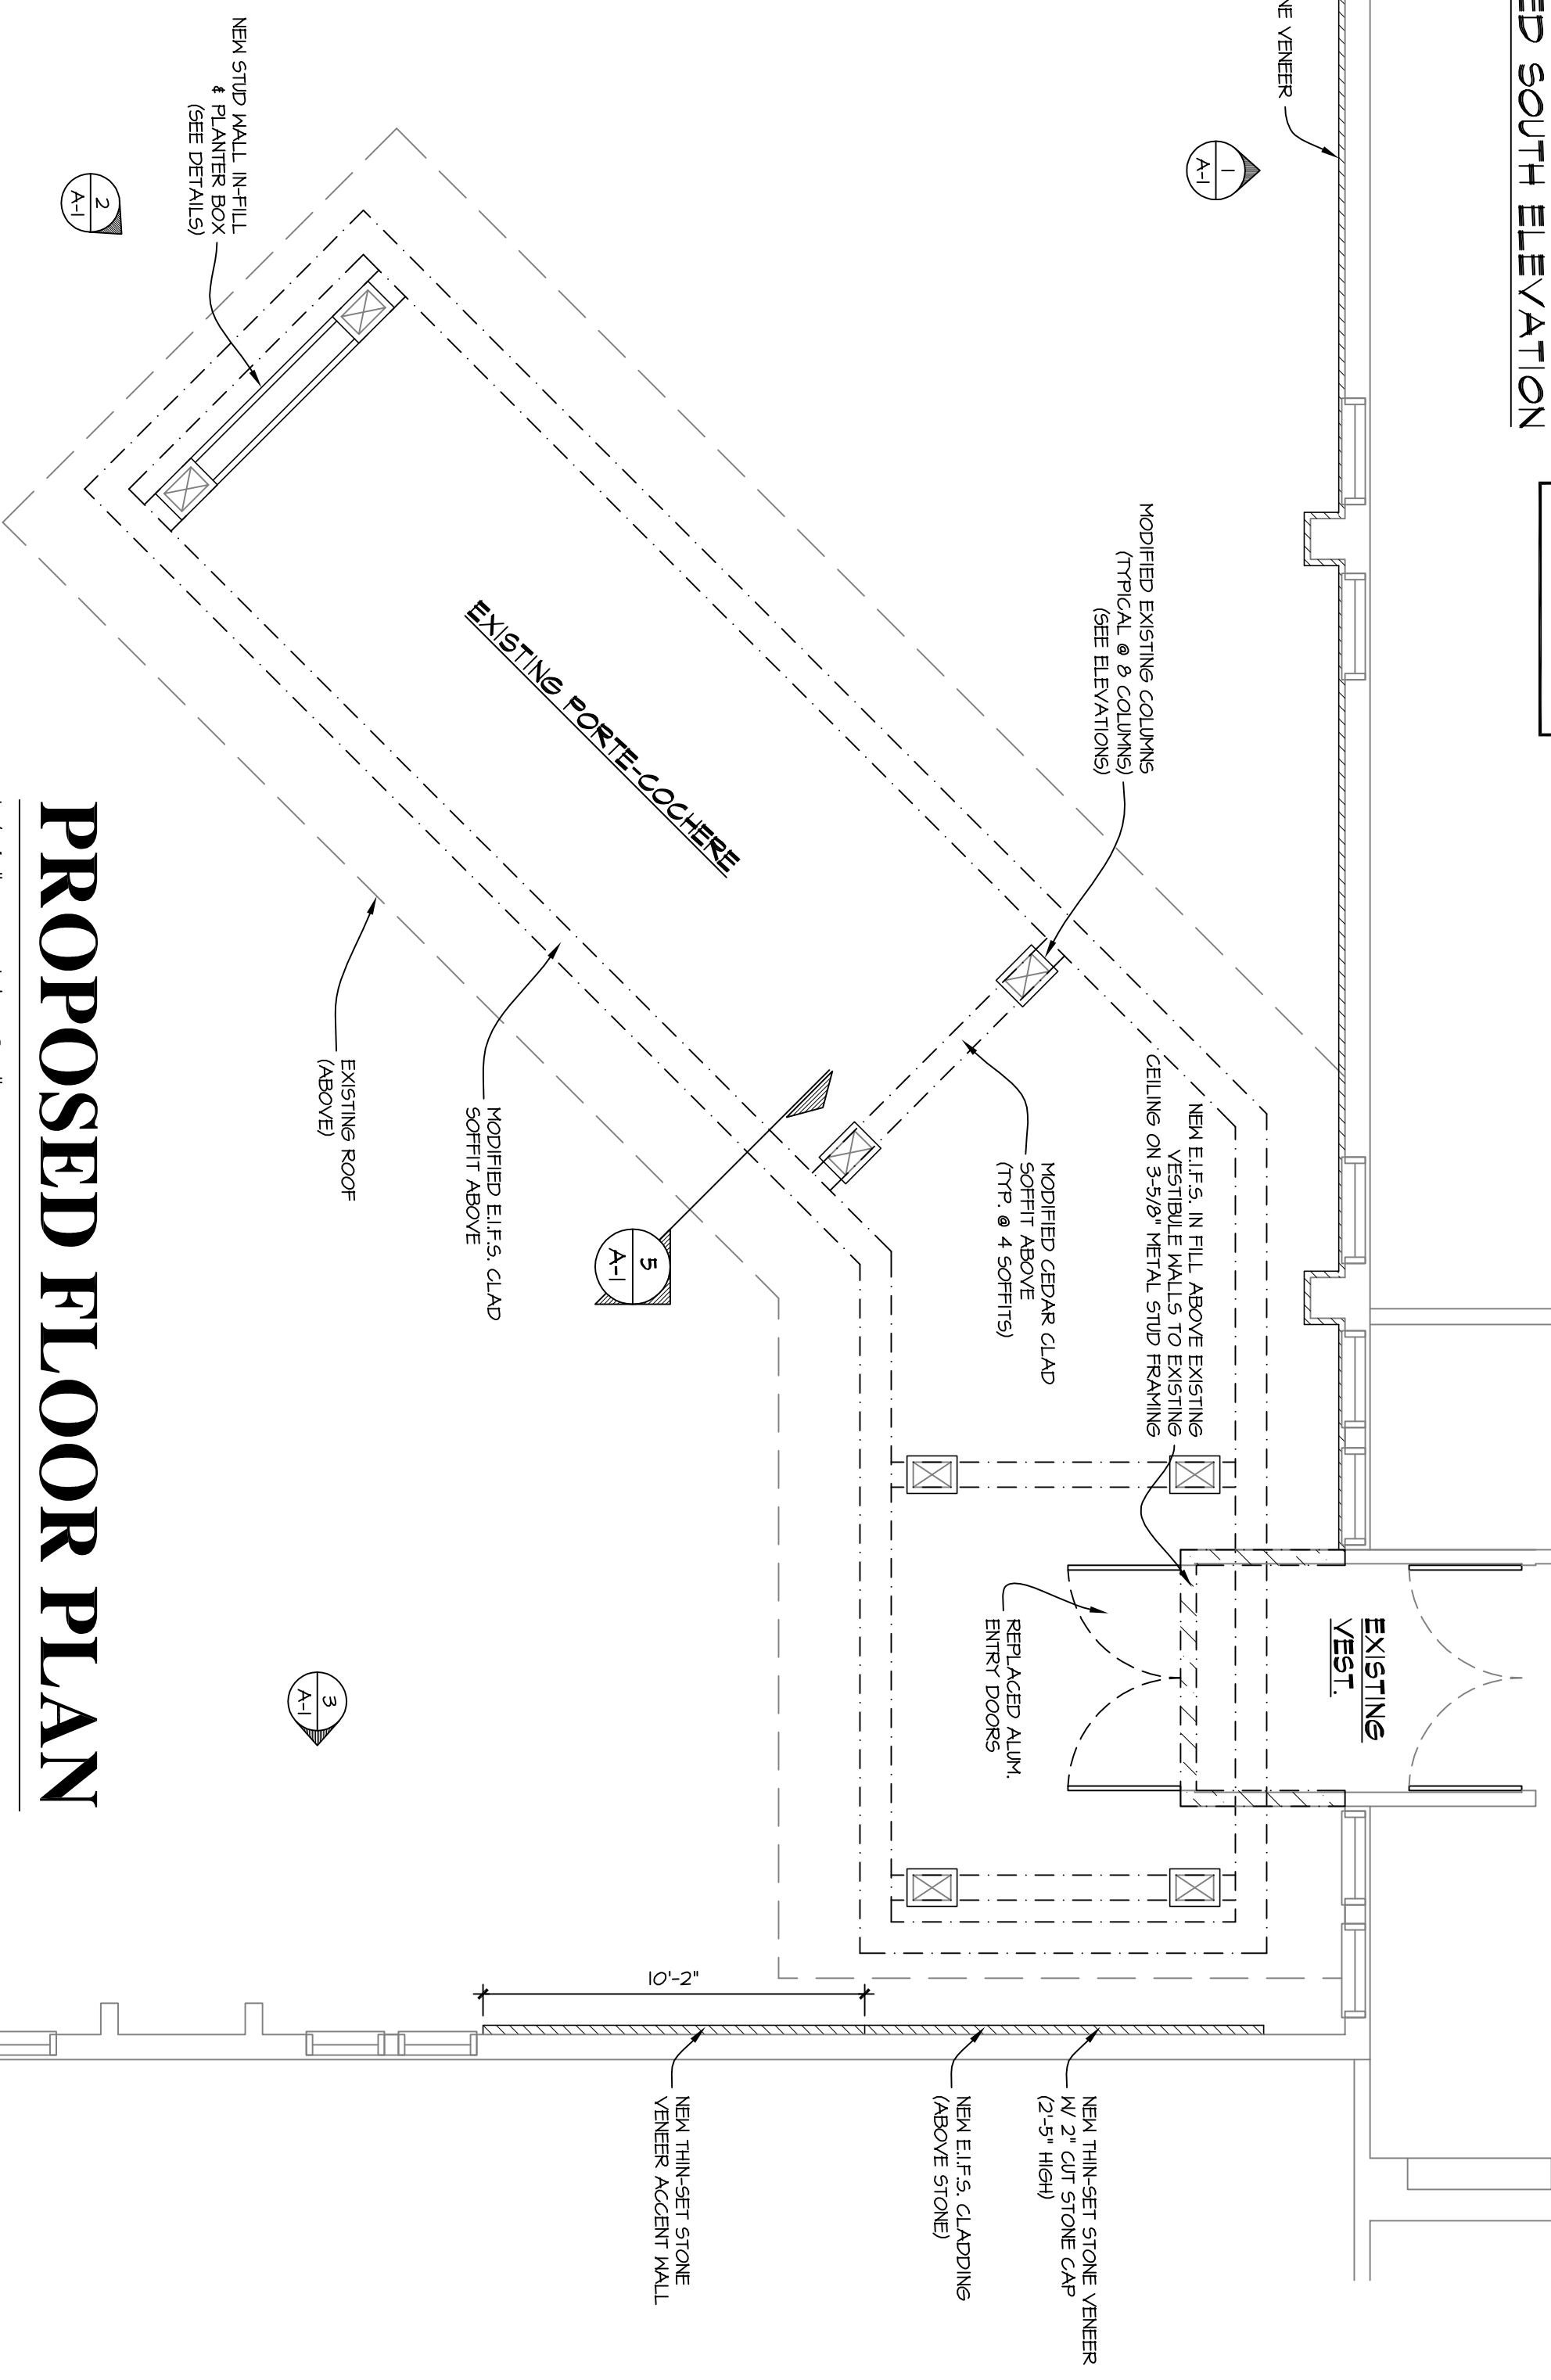 ED SOUTH ELEVATION
NE VENEER
1
A-1
NEW STUD WALL IN-FILL
& PLANTER BOX
(SEE DETAILS)
2
A-1
MODIFIED EXISTING COLUMNS
(TYPICAL @ 8 COLUMNS)
(SEE ELEVATIONS)
EXISTING PORTE-COCHERE
NEW E.I.F.S. IN FILL ABOVE EXISTING
VESTIBULE WALLS TO EXISTING
CEILING ON 3-5/8" METAL STUD FRAMING
MODIFIED CEDAR CLAD
SOFFIT ABOVE
(TYP. @ 4 SOFFITS)
5
A-1
MODIFIED E.I.F.S. CLAD
SOFFIT ABOVE
EXISTING ROOF
(ABOVE)
EXISTING
VEST.
REPLACED ALUM.
ENTRY DOORS
3
A-1
10'-2"
NEW THIN-SET STONE VENEER
W/ 2" CUT STONE CAP
(2'-5" HIGH)
NEW E.I.F.S. CLADDING
(ABOVE STONE)
NEW THIN-SET STONE
VENEER ACCENT WALL
PROPOSED FLOOR PLAN